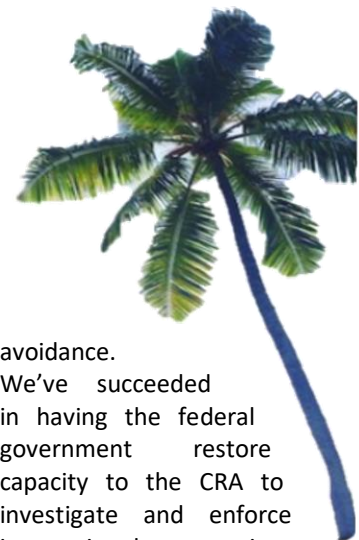 avoidance.
We’ve succeeded
in having the federal
government restore
capacity to the CRA to
investigate and enforce